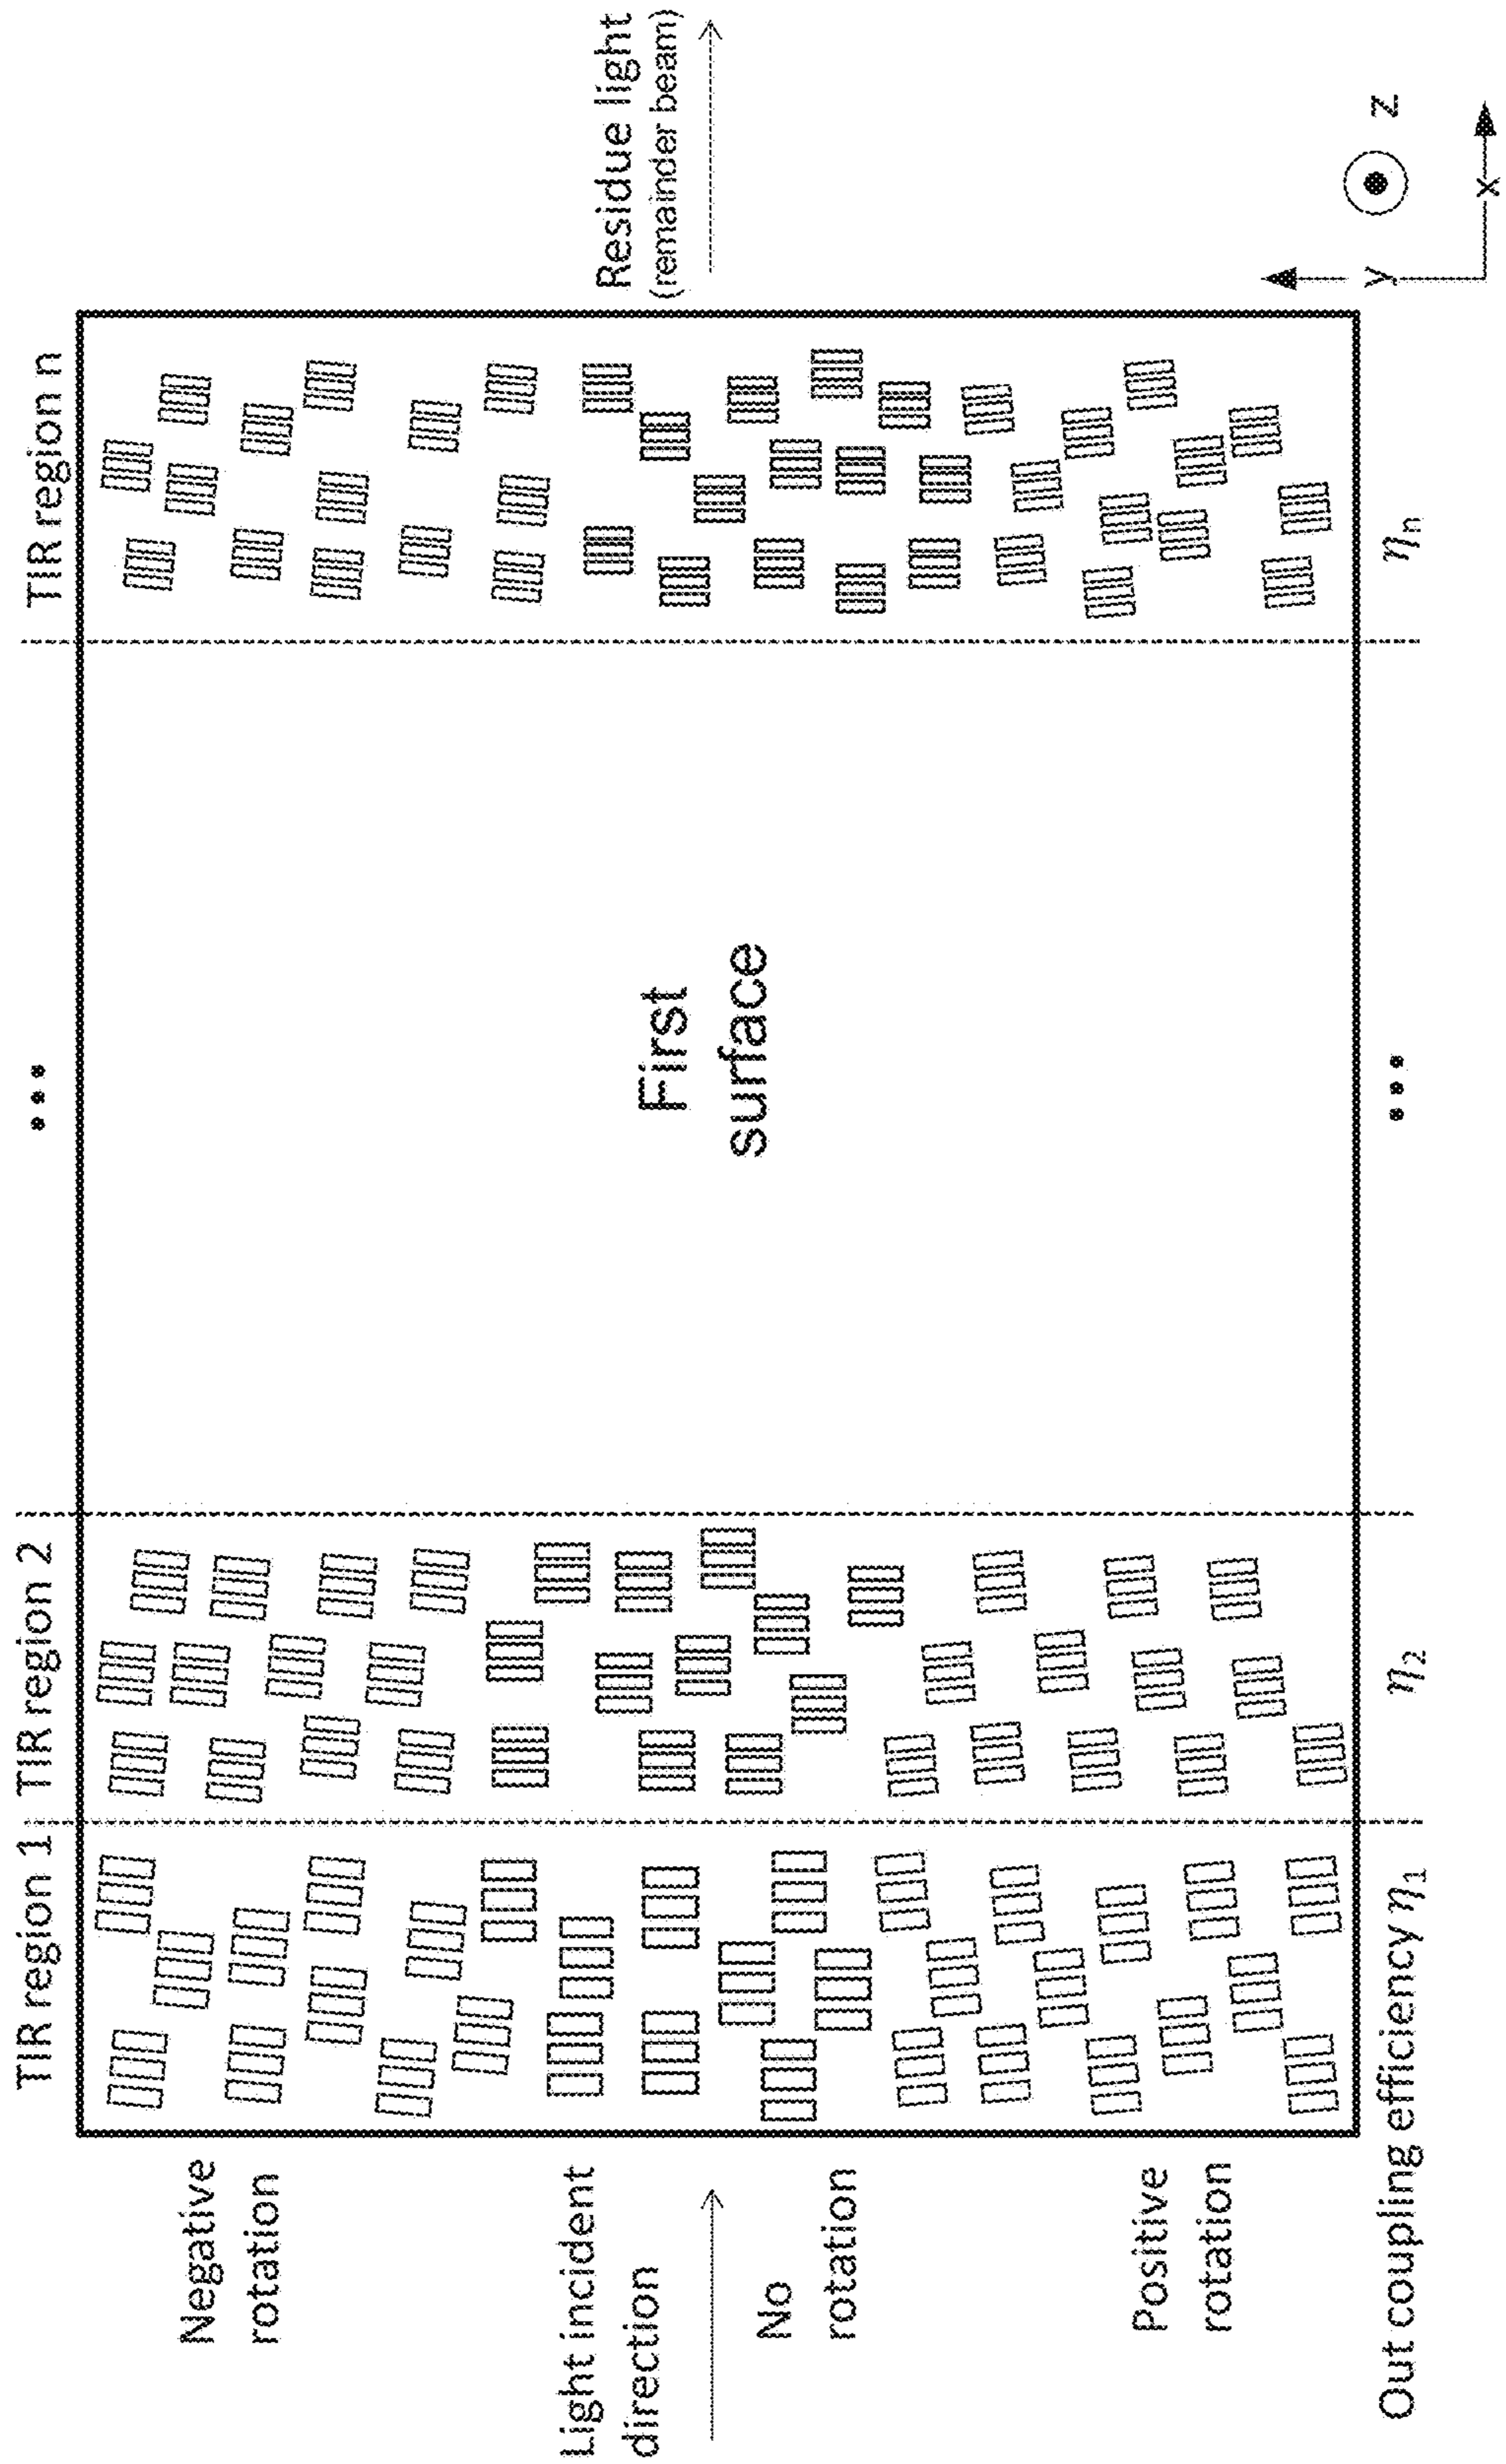 TIR region 1
TIR region 2
• • •
TIR region n
Negative
rotation
Light incident
direction
No
rotation
Positive
rotation
First
surface
Residue light
(remainder beam)
y
x
z
Out coupling efficiency η₁
η₂
• • •
ηₙ